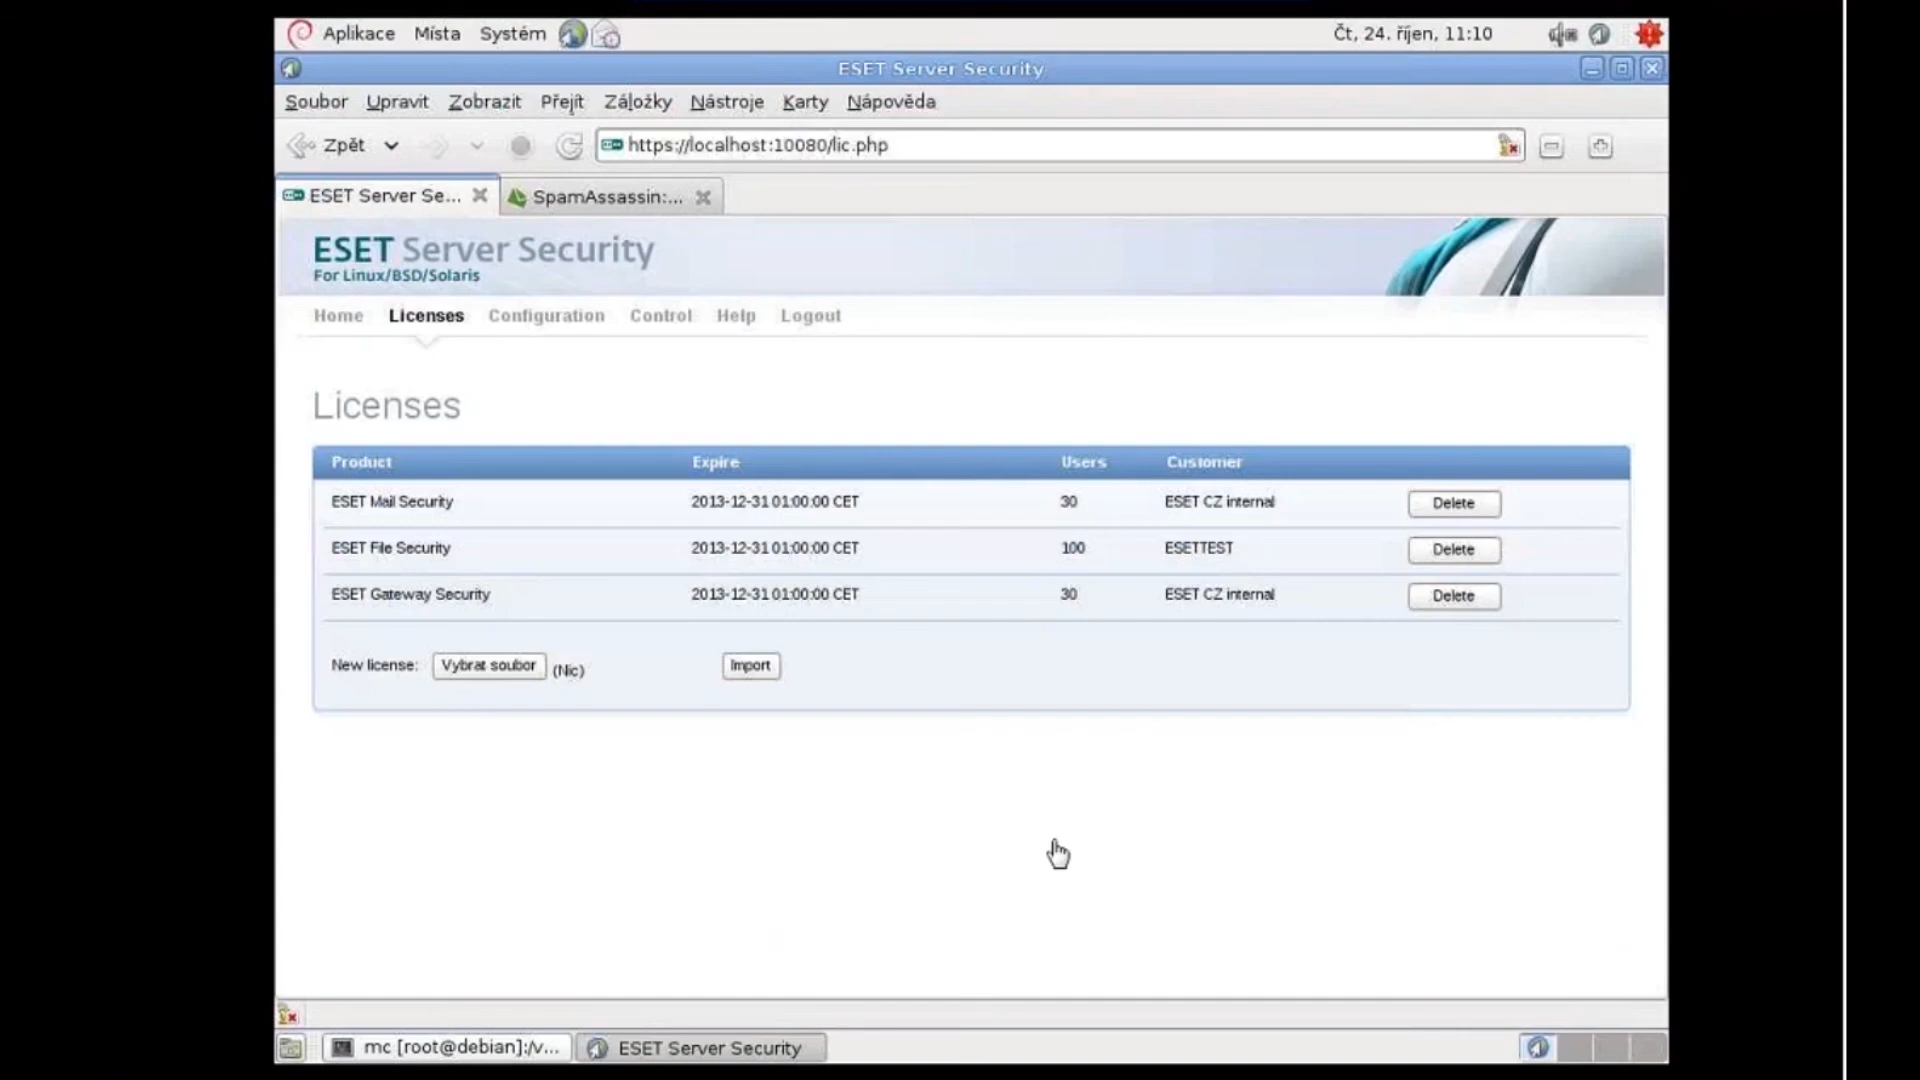 Aplikace Místa Systém Čt, 24. říjen, 11:10
ESET Server Security
Soubor Upravit Zobrazit Přejít Záložky Nástroje Karty Nápověda
Zpět https://localhost:10080/lic.php
ESET Server Se... SpamAssassin:...
ESET Server Security
For Linux/BSD/Solaris
Home Licenses Configuration Control Help Logout
Licenses
Product Expire Users Customer
ESET Mail Security 2013-12-31 01:00:00 CET 30 ESET CZ internal Delete
ESET File Security 2013-12-31 01:00:00 CET 100 ESETTEST Delete
ESET Gateway Security 2013-12-31 01:00:00 CET 30 ESET CZ internal Delete
New license: Vybrat soubor (Nic) Import
mc [root@debian]:/v... ESET Server Security